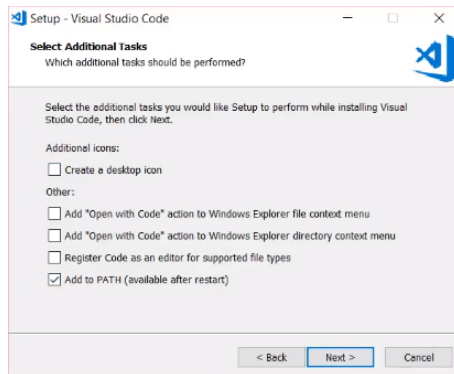 Setup - Visual Studio Code
Select Additional Tasks
Which additional tasks should be performed?
Select the additional tasks you would like Setup to perform while installing Visual
Studio Code, then click Next.
Additional icons:
Create a desktop icon
Other:
Add "Open with Code" action to Windows Explorer file context menu
Add "Open with Code" action to Windows Explorer directory context menu
Register Code as an editor for supported file types
Add to PATH (available after restart)
< Back Next > Cancel